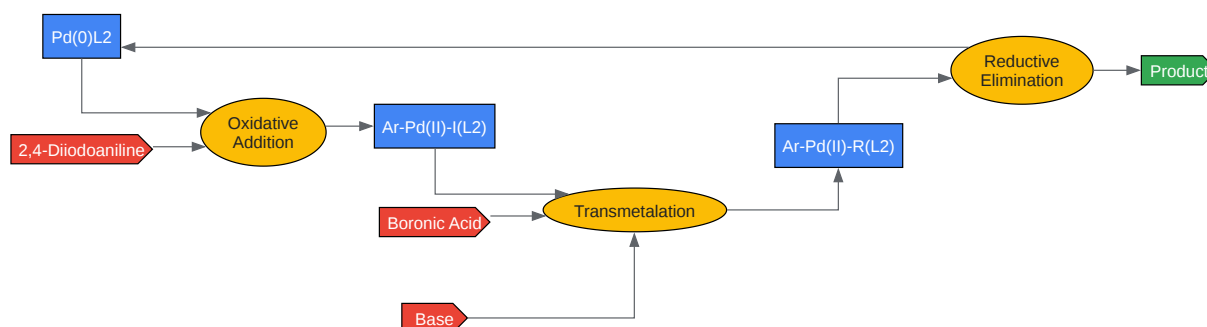 Pd(0)L2
Reductive
Elimination
Product
Oxidative
Addition
Ar-Pd(II)-I(L2)
2,4-Diiodoaniline
Ar-Pd(II)-R(L2)
Transmetalation
Boronic Acid
Base